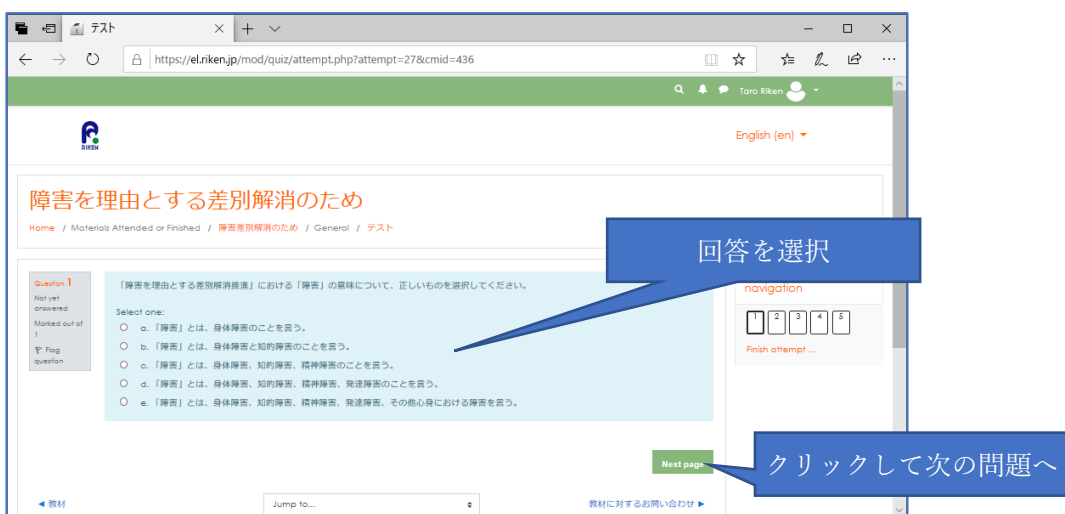 テスト
https://el.riken.jp/mod/quiz/attempt.php?attempt=27&cmid=436
Taro Riken
RIKEN
English (en)
障害を理由とする差別解消のため
Home / Materials Attended or Finished / 障害差別解消のため / General / テスト
回答を選択
Question 1
Not yet
answered
Marked out of
1
Flag
question
「障害を理由とする差別解消推進」における「障害」の意味について、正しいものを選択してください。
Select one:
a. 「障害」とは、身体障害のことを言う。
b. 「障害」とは、身体障害と知的障害のことを言う。
c. 「障害」とは、身体障害、知的障害、精神障害のことを言う。
d. 「障害」とは、身体障害、知的障害、精神障害、発達障害のことを言う。
e. 「障害」とは、身体障害、知的障害、精神障害、発達障害、その他心身における障害を言う。
navigation
1 2 3 4 5
Finish attempt ...
Next page
クリックして次の問題へ
◀ 教材
Jump to...
教材に対するお問い合わせ ▶